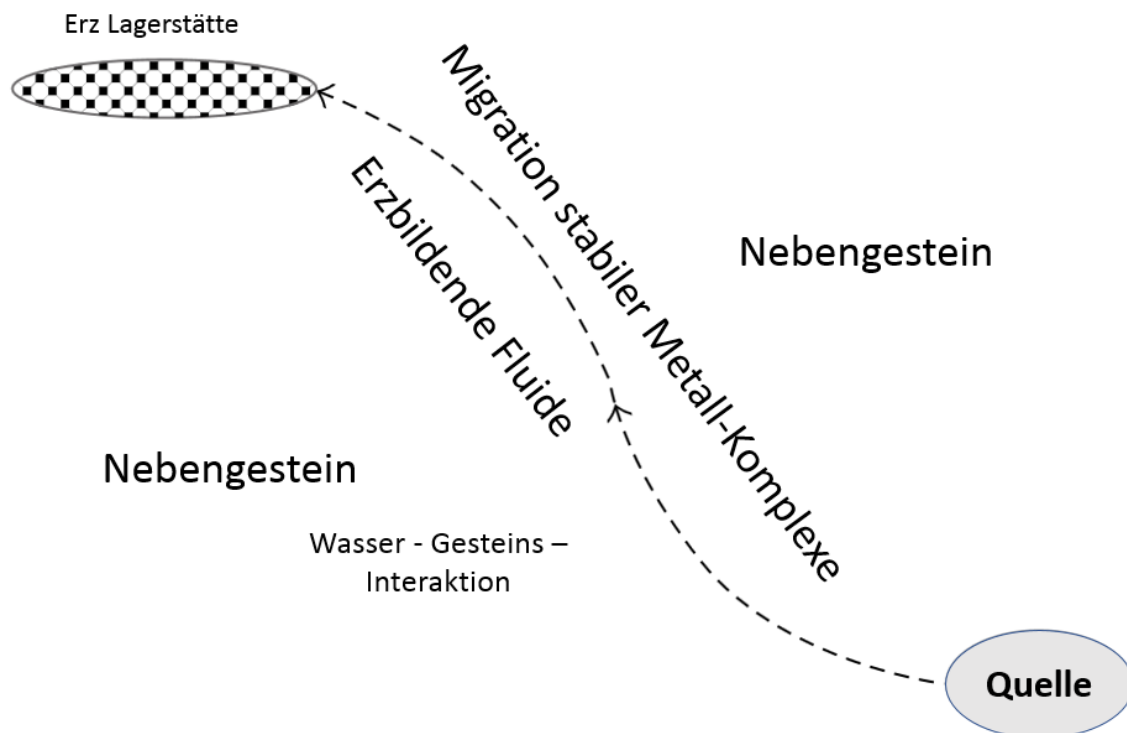 Erz Lagerstätte
Migration stabiler Metall-Komplexe
Erzbildende Fluide
Nebengestein
Nebengestein
Wasser - Gesteins –
Interaktion
Quelle